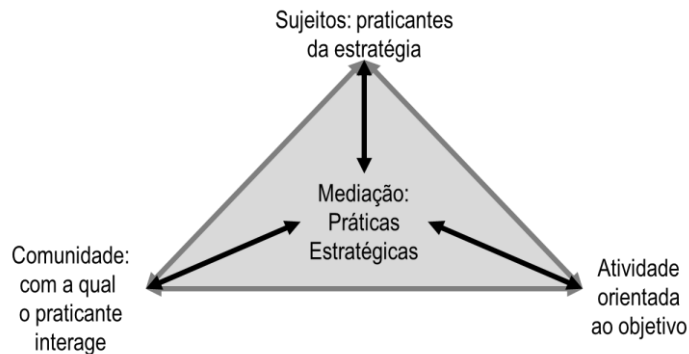 Sujeitos: praticantes
da estratégia
Mediação:
Práticas
Estratégicas
Comunidade:
com a qual
o praticante
interage
Atividade
orientada
ao objetivo